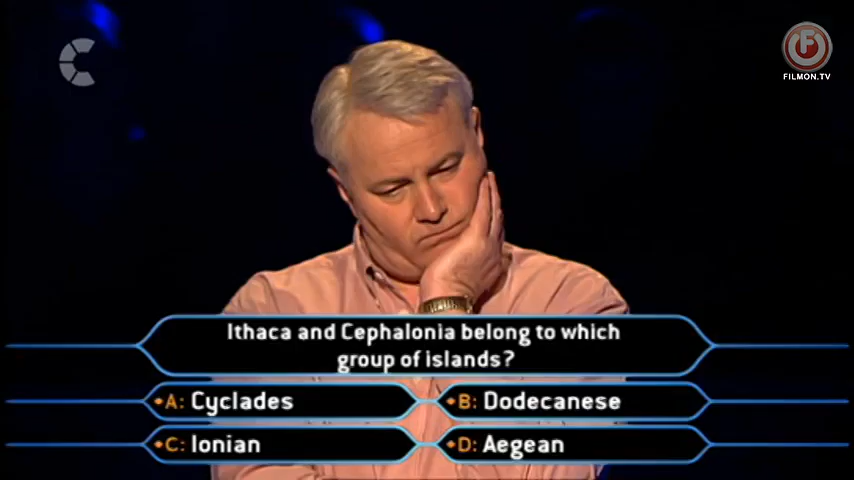 FILMON.TV
Ithaca and Cephalonia belong to which
group of islands?
A: Cyclades
B: Dodecanese
C: Ionian
D: Aegean